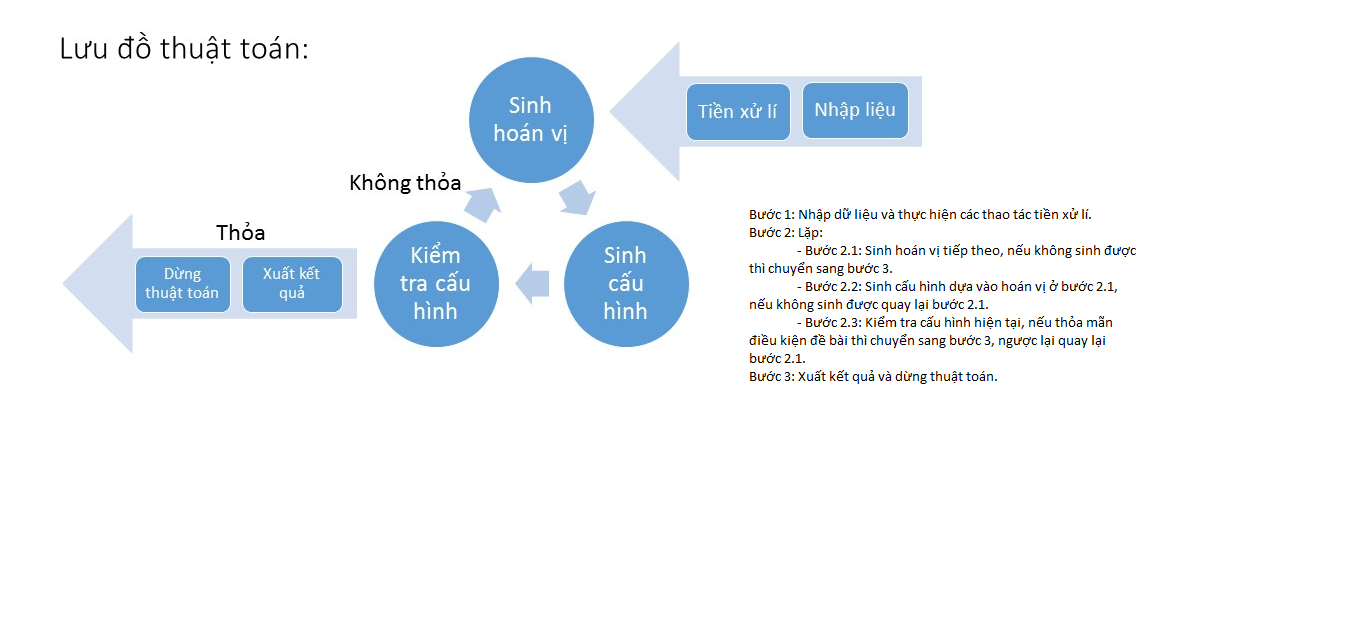 Lưu đồ thuật toán:
Sinh
hoán vị
Tiền xử lí
Nhập liệu
Không thỏa
Thỏa
Dừng
thuật toán
Xuất kết
quả
Kiểm
tra cấu
hình
Sinh
cấu
hình
Bước 1: Nhập dữ liệu và thực hiện các thao tác tiền xử lí.
Bước 2: Lặp:
- Bước 2.1: Sinh hoán vị tiếp theo, nếu không sinh được
thì chuyển sang bước 3.
- Bước 2.2: Sinh cấu hình dựa vào hoán vị ở bước 2.1,
nếu không sinh được quay lại bước 2.1.
- Bước 2.3: Kiểm tra cấu hình hiện tại, nếu thỏa mãn
điều kiện đề bài thì chuyển sang bước 3, ngược lại quay lại
bước 2.1.
Bước 3: Xuất kết quả và dừng thuật toán.